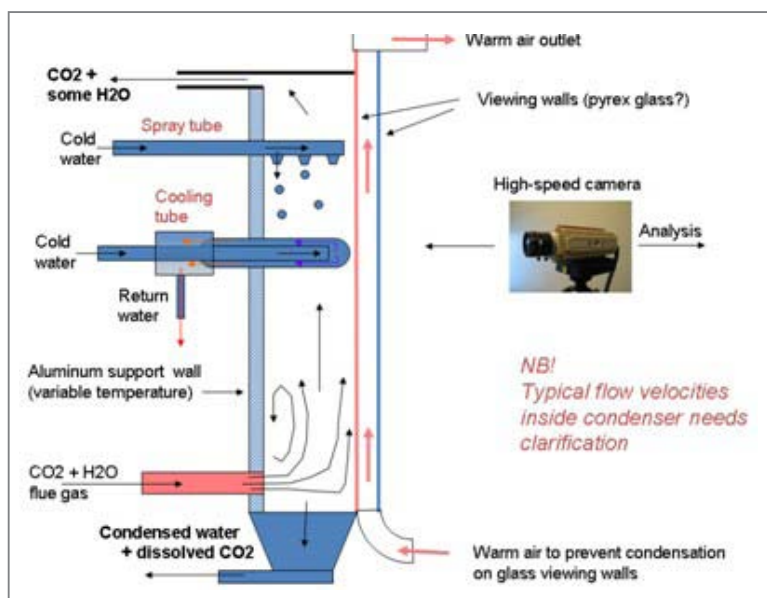 Warm air outlet
CO2 +
some H2O
Viewing walls (pyrex glass?)
Spray tube
Cold
water
High-speed camera
Cooling
tube
Analysis
Cold
water
Return
water
Aluminum support wall
(variable temperature)
NB!
Typical flow velocities
inside condenser needs
clarification
CO2 + H2O
flue gas
Condensed water
+ dissolved CO2
Warm air to prevent condensation
on glass viewing walls